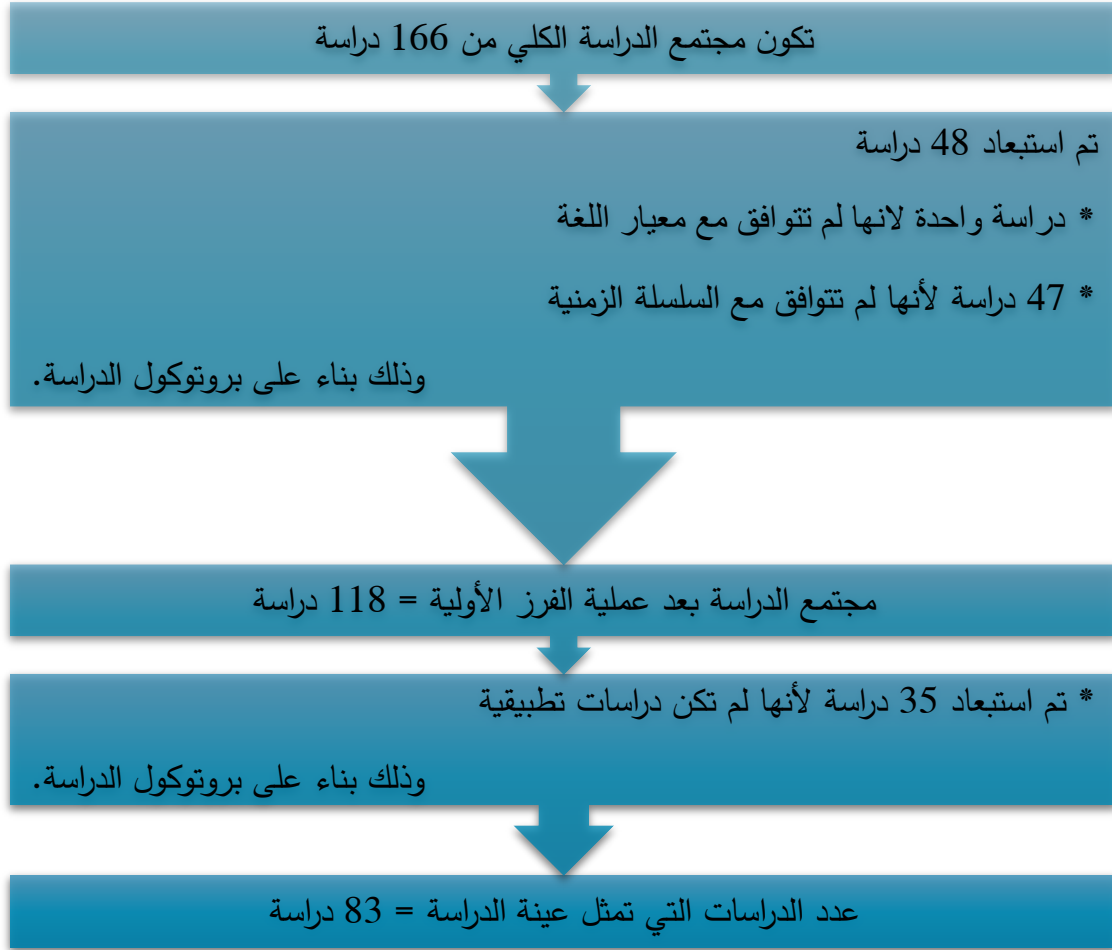 تكون مجتمع الدراسة الكلي من 166 دراسة
تم استبعاد 48 دراسة
* دراسة واحدة لانها لم تتوافق مع معيار اللغة
* 47 دراسة لأنها لم تتوافق مع السلسلة الزمنية
وذلك بناء على بروتوكول الدراسة.
مجتمع الدراسة بعد عملية الفرز الأولية = 118 دراسة
* تم استبعاد 35 دراسة لأنها لم تكن دراسات تطبيقية
وذلك بناء على بروتوكول الدراسة.
عدد الدراسات التي تمثل عينة الدراسة = 83 دراسة